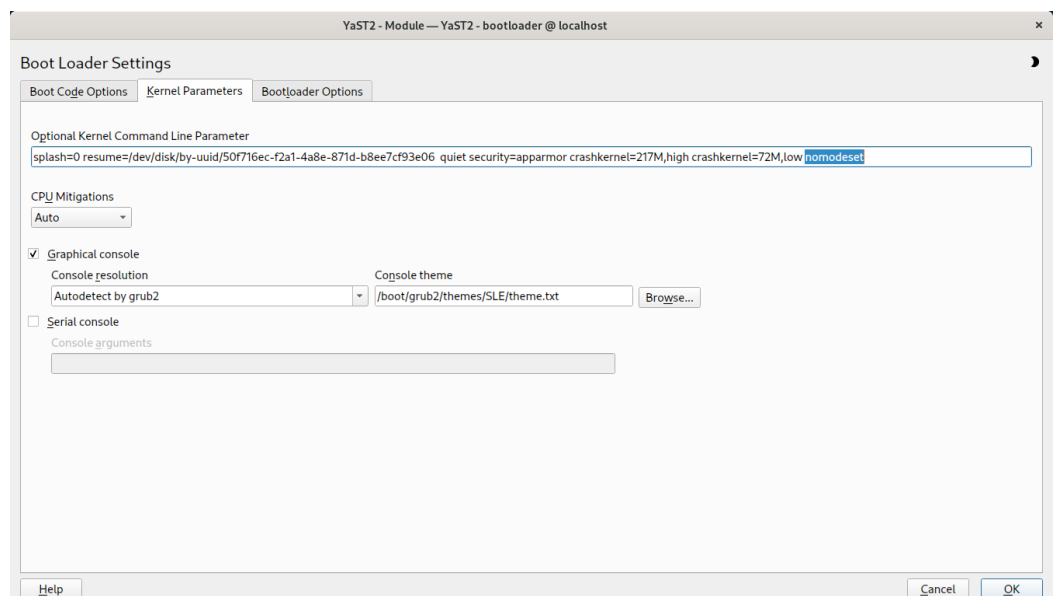 YaST2 - Module — YaST2 - bootloader @ localhost ×
Boot Loader Settings
Boot Code Options Kernel Parameters Bootloader Options
Optional Kernel Command Line Parameter
splash=0 resume=/dev/disk/by-uuid/50f716ec-f2a1-4a8e-871d-b8ee7cf93e06 quiet security=apparmor crashkernel=217M,high crashkernel=72M,low nomodeset
CPU Mitigations
Auto
Graphical console
Console resolution Console theme
Autodetect by grub2 /boot/grub2/themes/SLE/theme.txt Browse...
Serial console
Console arguments
Help Cancel OK